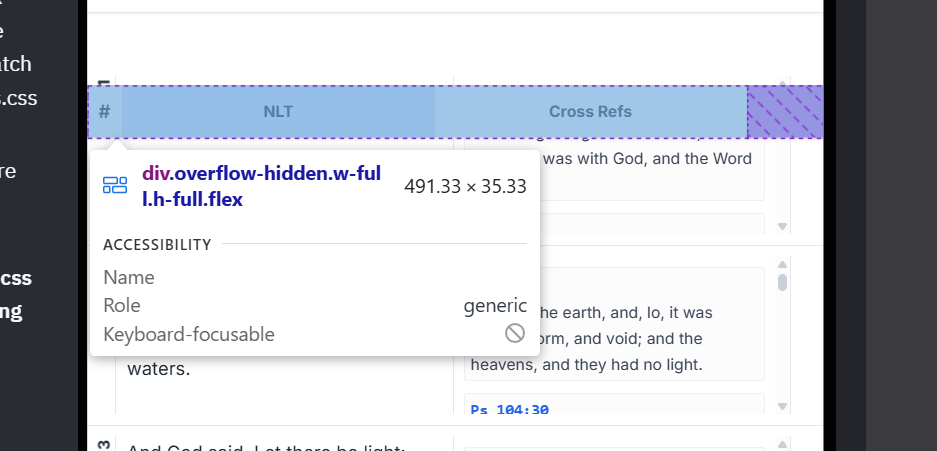 e
atch
s.css
re
css
ng
1
# NLT Cross Refs
was with God, and the Word
div.overflow-hidden.w-ful
l.h-full.flex
491.33 × 35.33
ACCESSIBILITY
Name
Role generic
Keyboard-focusable
he earth, and, lo, it was
orm, and void; and the
heavens, and they had no light.
waters.
Ps 104:30
3 And God said, Let there be light;